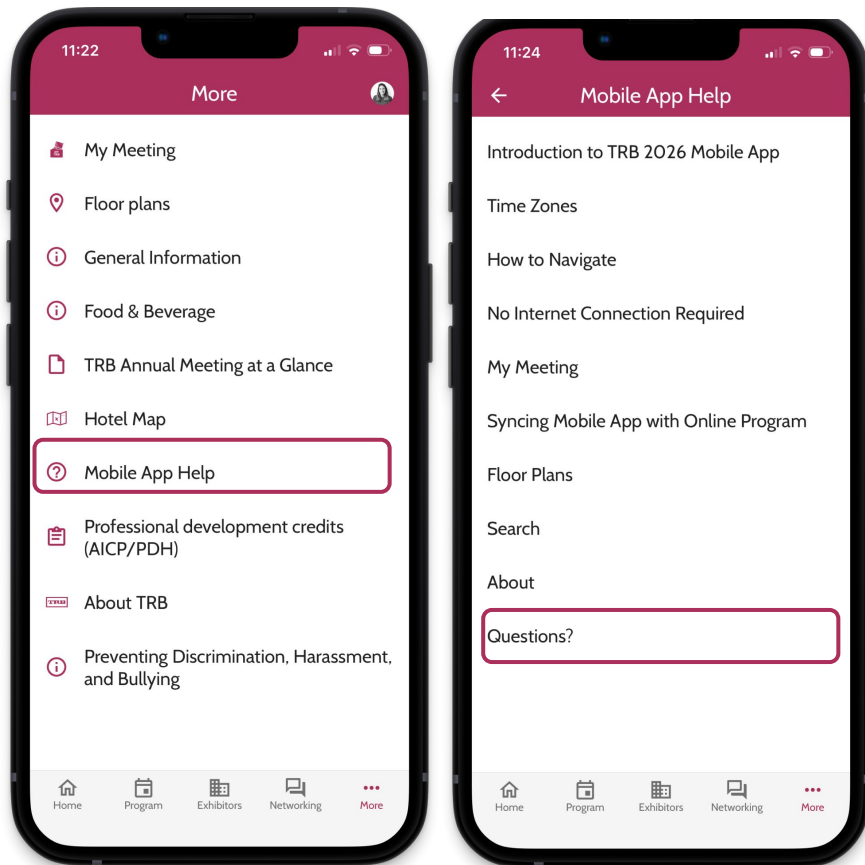 11:22
More
My Meeting
Floor plans
General Information
Food & Beverage
TRB Annual Meeting at a Glance
Hotel Map
Mobile App Help
Professional development credits
(AICP/PDH)
TRB
About TRB
Preventing Discrimination, Harassment,
and Bullying
Home
Program
Exhibitors
Networking
More
11:24
Mobile App Help
Introduction to TRB 2026 Mobile App
Time Zones
How to Navigate
No Internet Connection Required
My Meeting
Syncing Mobile App with Online Program
Floor Plans
Search
About
Questions?
Home
Program
Exhibitors
Networking
More